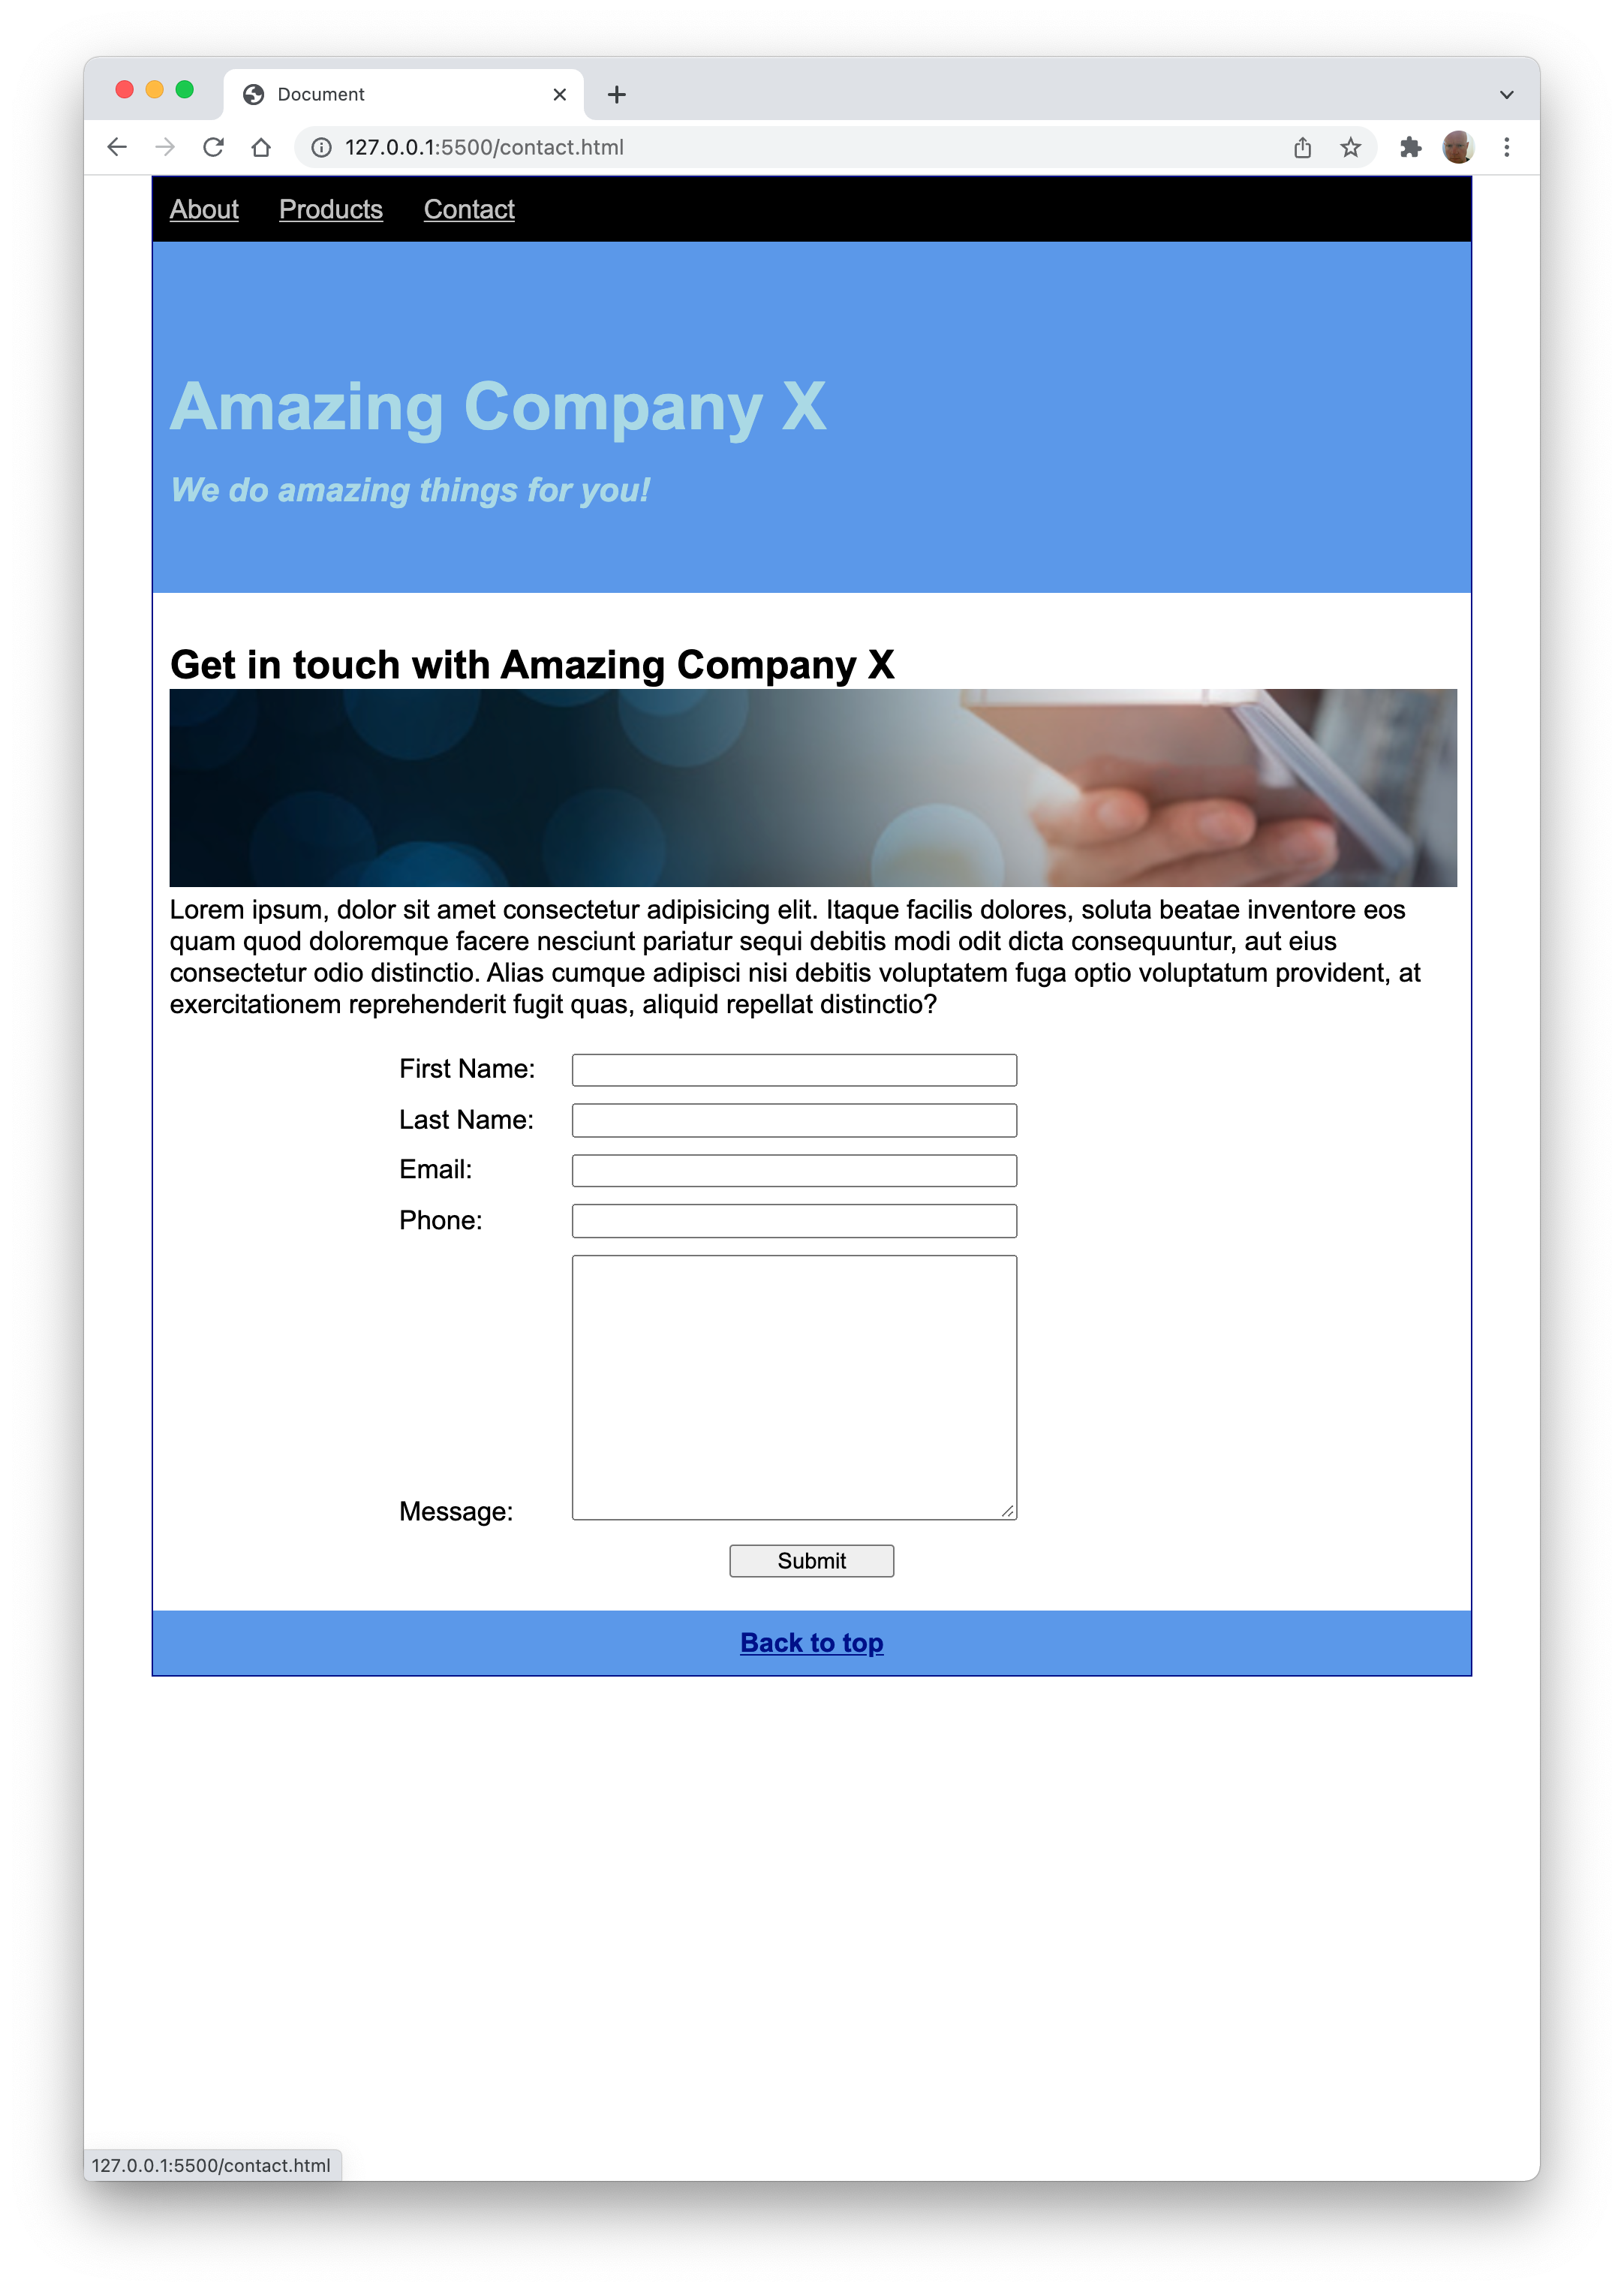 Document
127.0.0.1:5500/contact.html
About Products Contact
Amazing Company X
We do amazing things for you!
Get in touch with Amazing Company X
Lorem ipsum, dolor sit amet consectetur adipisicing elit. Itaque facilis dolores, soluta beatae inventore eos
quam quod doloremque facere nesciunt pariatur sequi debitis modi odit dicta consequuntur, aut eius
consectetur odio distinctio. Alias cumque adipisci nisi debitis voluptatem fuga optio voluptatum provident, at
exercitationem reprehenderit fugit quas, aliquid repellat distinctio?
First Name:
Last Name:
Email:
Phone:
Message:
Submit
Back to top
127.0.0.1:5500/contact.html